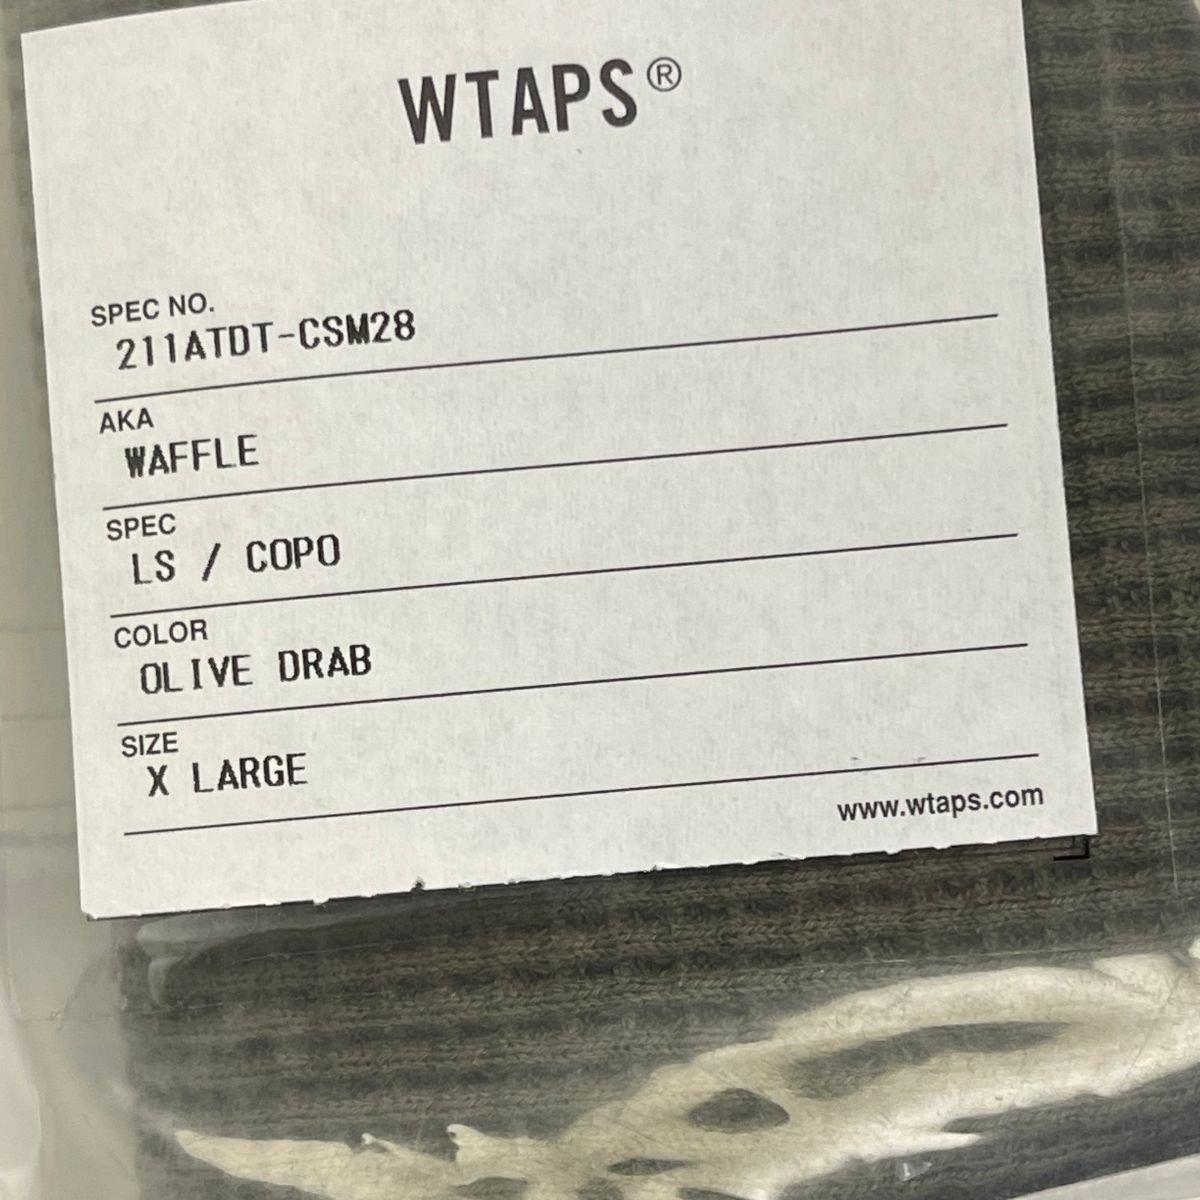 WTAPS®
SPEC NO.
211ATDT-CSM28
AKA
WAFFLE
SPEC
LS / COPO
COLOR
OLIVE DRAB
SIZE
X LARGE
www.wtaps.com